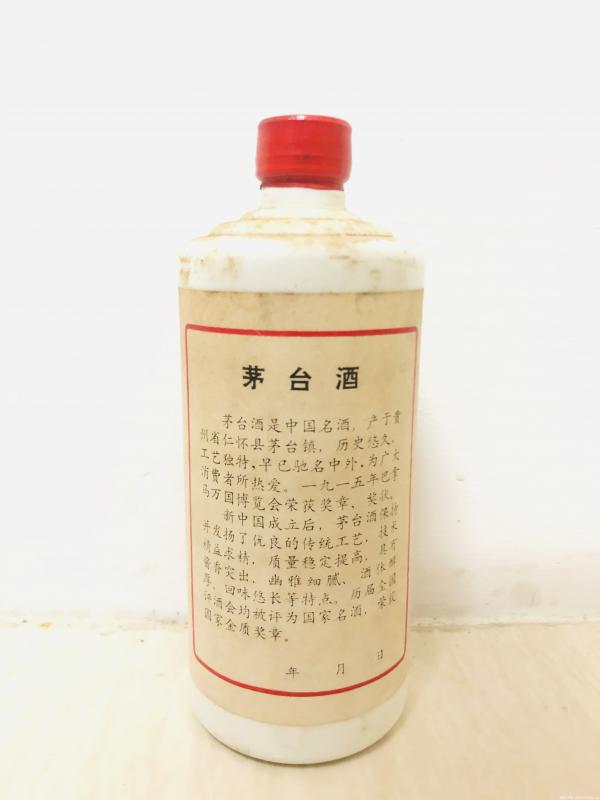 茅台酒
茅台酒是中国名酒，产于贵
州省仁怀县茅台镇，历史悠久，
工艺独特，早已驰名中外，为广大
消费者所热爱。一九一五年巴拿
马万国博览会荣获奖章、奖状。
新中国成立后，茅台酒保持
并发扬了优良的传统工艺，技术
精益求精，质量稳定提高，具有
酱香突出，幽雅细腻、酒体醇
厚、回味悠长等特点。历届全国
评酒会均被评为国家名酒，荣获
国家金质奖章。
年 月 日